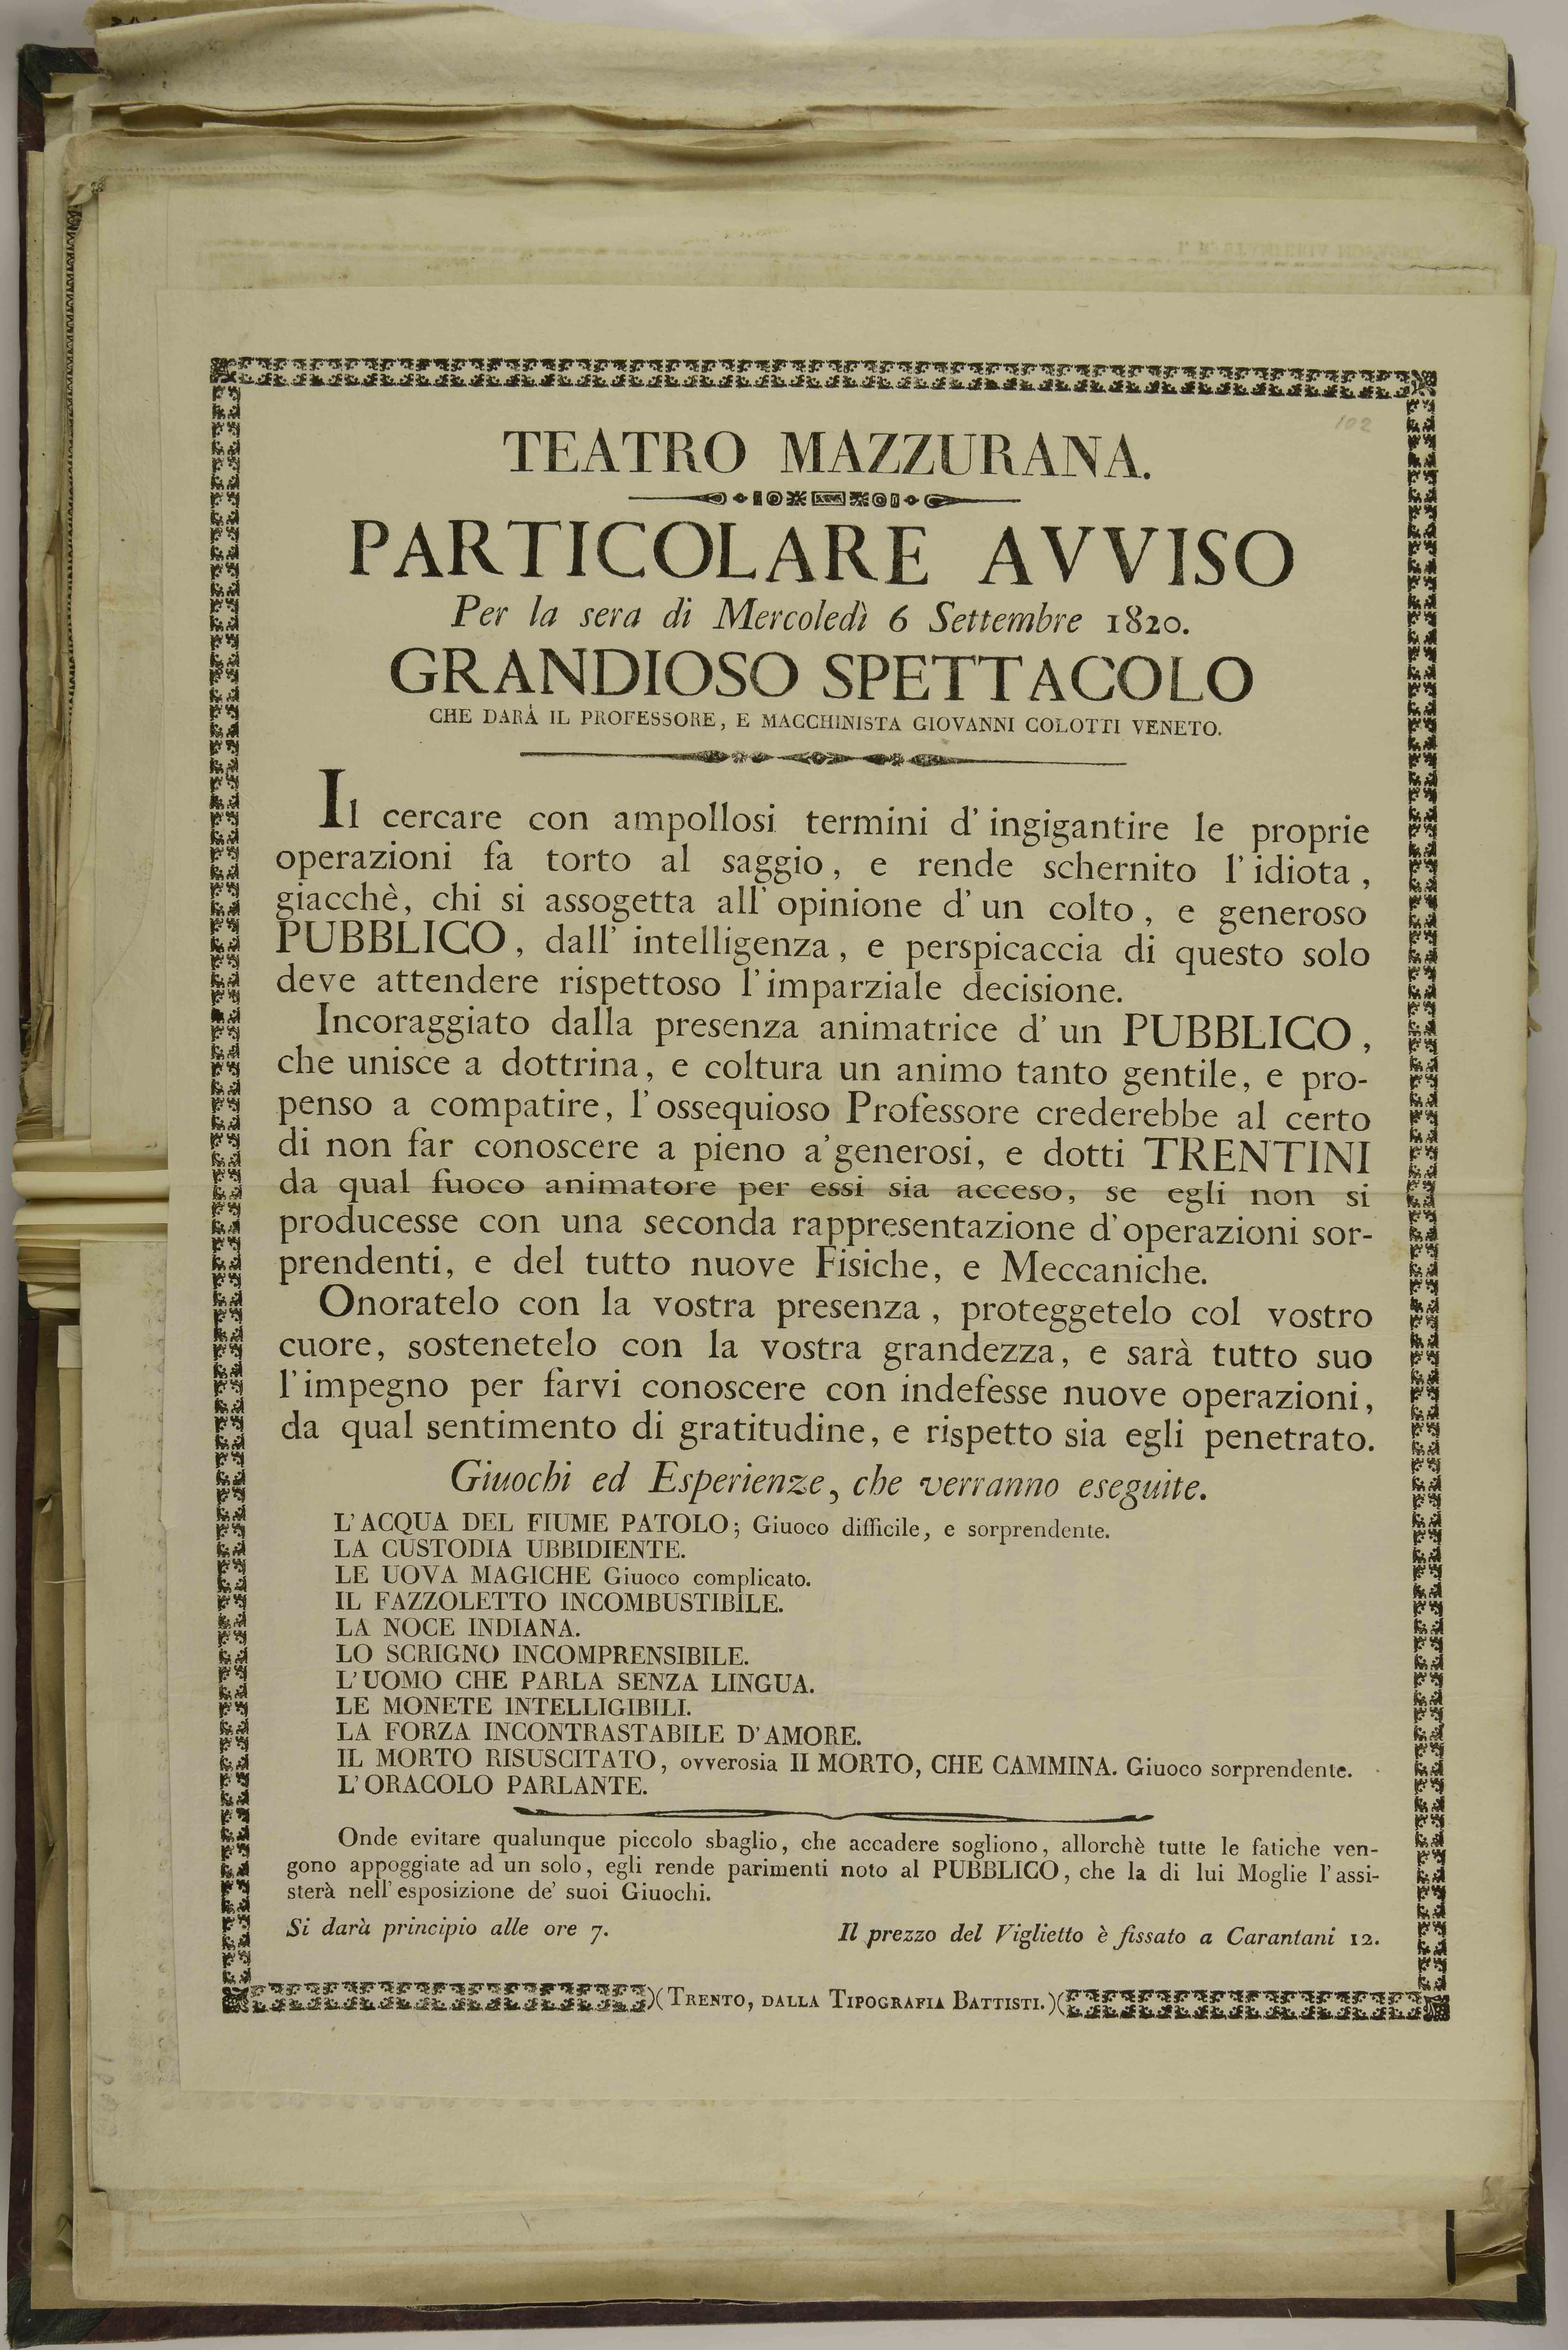 102
TEATRO MAZZURANA.
PARTICOLARE AVVISO
Per la sera di Mercoledì 6 Settembre 1820.
GRANDIOSO SPETTACOLO
CHE DARÀ IL PROFESSORE, E MACCHINISTA GIOVANNI COLOTTI VENETO.
Il cercare con ampollosi termini d' ingigantire le proprie
operazioni fa torto al saggio, e rende schernito l'idiota,
giacchè, chi si assogetta all' opinione d' un colto, e generoso
PUBBLICO, dall' intelligenza, e perspicaccia di questo solo
deve attendere rispettoso l'imparziale decisione.
Incoraggiato dalla presenza animatrice d' un PUBBLICO,
che unisce a dottrina, e coltura un animo tanto gentile, e pro-
penso a compatire, l'ossequioso Professore crederebbe al certo
di non far conoscere a pieno a' generosi, e dotti TRENTINI
da qual fuoco animatore per essi sia acceso, se egli non si
producesse con una seconda rappresentazione d'operazioni sor-
prendenti, e del tutto nuove Fisiche, e Meccaniche.
Onoratelo con la vostra presenza, proteggetelo col vostro
cuore, sostenetelo con la vostra grandezza, e sarà tutto suo
l'impegno per farvi conoscere con indefesse nuove operazioni,
da qual sentimento di gratitudine, e rispetto sia egli penetrato.
Giuochi ed Esperienze, che verranno eseguite.
L'ACQUA DEL FIUME PATOLO; Giuoco difficile, e sorprendente.
LA CUSTODIA UBBIDIENTE.
LE UOVA MAGICHE Giuoco complicato.
IL FAZZOLETTO INCOMBUSTIBILE.
LA NOCE INDIANA.
LO SCRIGNO INCOMPRENSIBILE.
L'UOMO CHE PARLA SENZA LINGUA.
LE MONETE INTELLIGIBILI.
LA FORZA INCONTRASTABILE D'AMORE.
IL MORTO RISUSCITATO, ovverosia Il MORTO, CHE CAMMINA. Giuoco sorprendente.
L'ORACOLO PARLANTE.
Onde evitare qualunque piccolo sbaglio, che accadere sogliono, allorchè tutte le fatiche ven-
gono appoggiate ad un solo, egli rende parimenti noto al PUBBLICO, che la di lui Moglie l'assi-
sterà nell'esposizione de' suoi Giuochi.
Si darà principio alle ore 7. Il prezzo del Viglietto è fissato a Carantani 12.
)( TRENTO, DALLA TIPOGRAFIA BATTISTI. )(